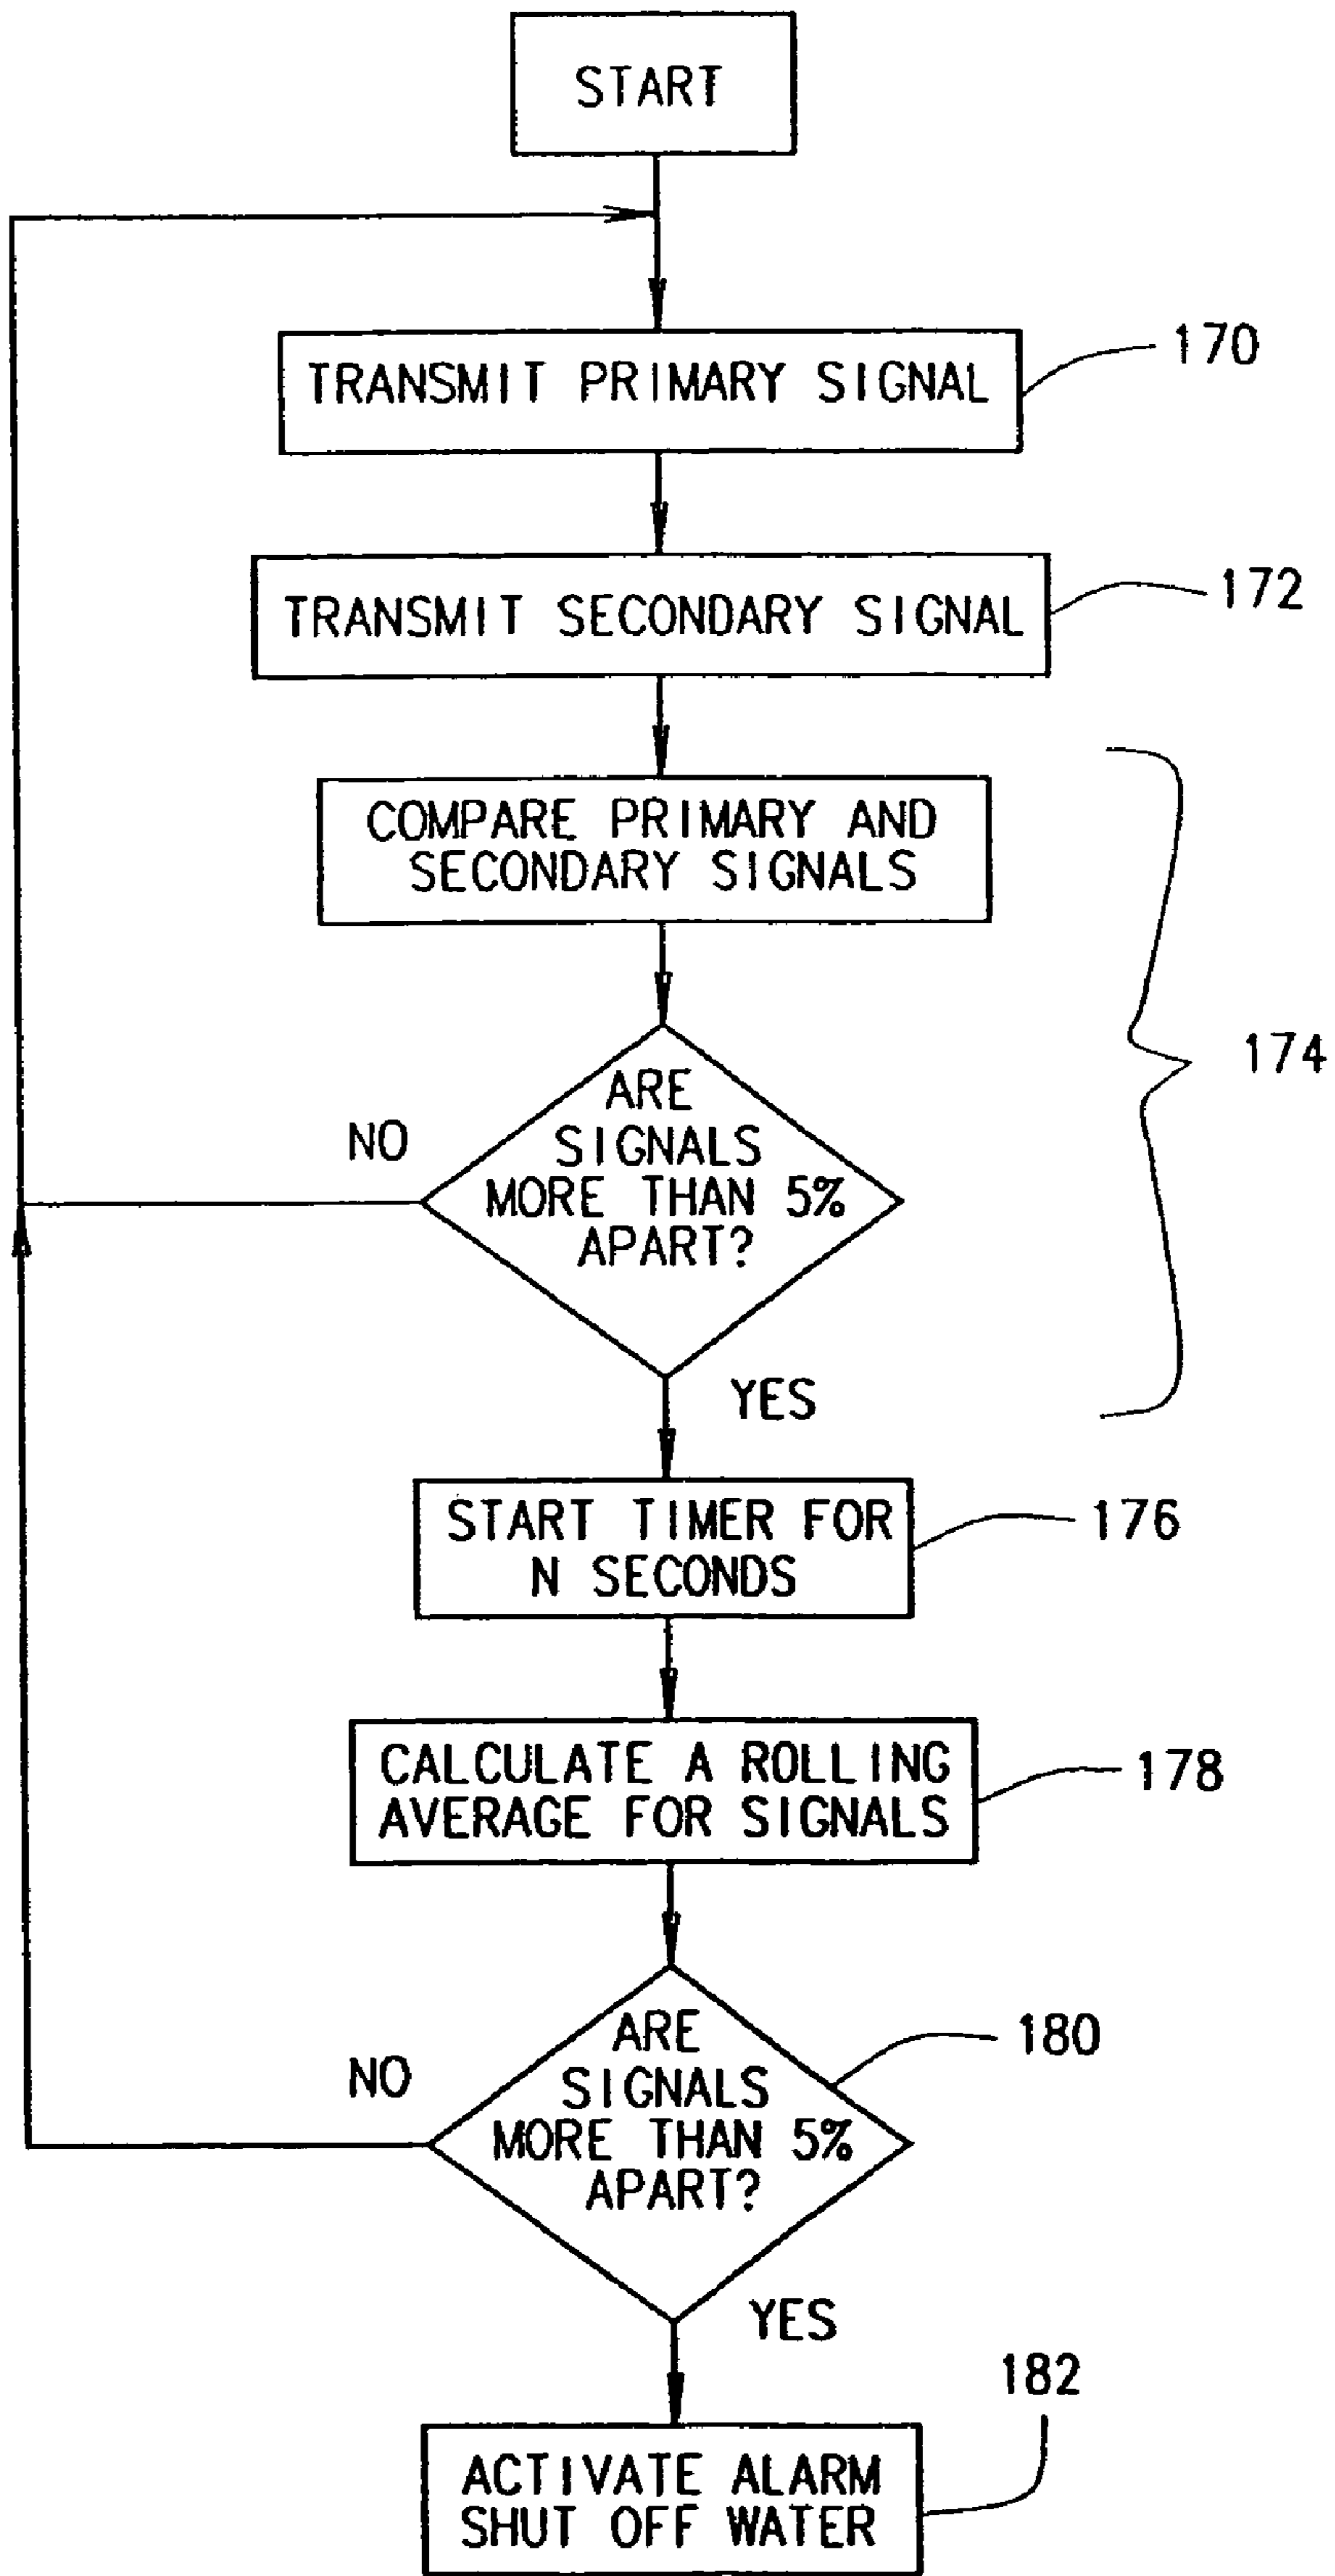 START
TRANSMIT PRIMARY SIGNAL
170
TRANSMIT SECONDARY SIGNAL
172
COMPARE PRIMARY AND
SECONDARY SIGNALS
174
ARE
SIGNALS
MORE THAN 5%
APART?
NO
YES
START TIMER FOR
N SECONDS
176
CALCULATE A ROLLING
AVERAGE FOR SIGNALS
178
ARE
SIGNALS
MORE THAN 5%
APART?
180
NO
YES
182
ACTIVATE ALARM
SHUT OFF WATER